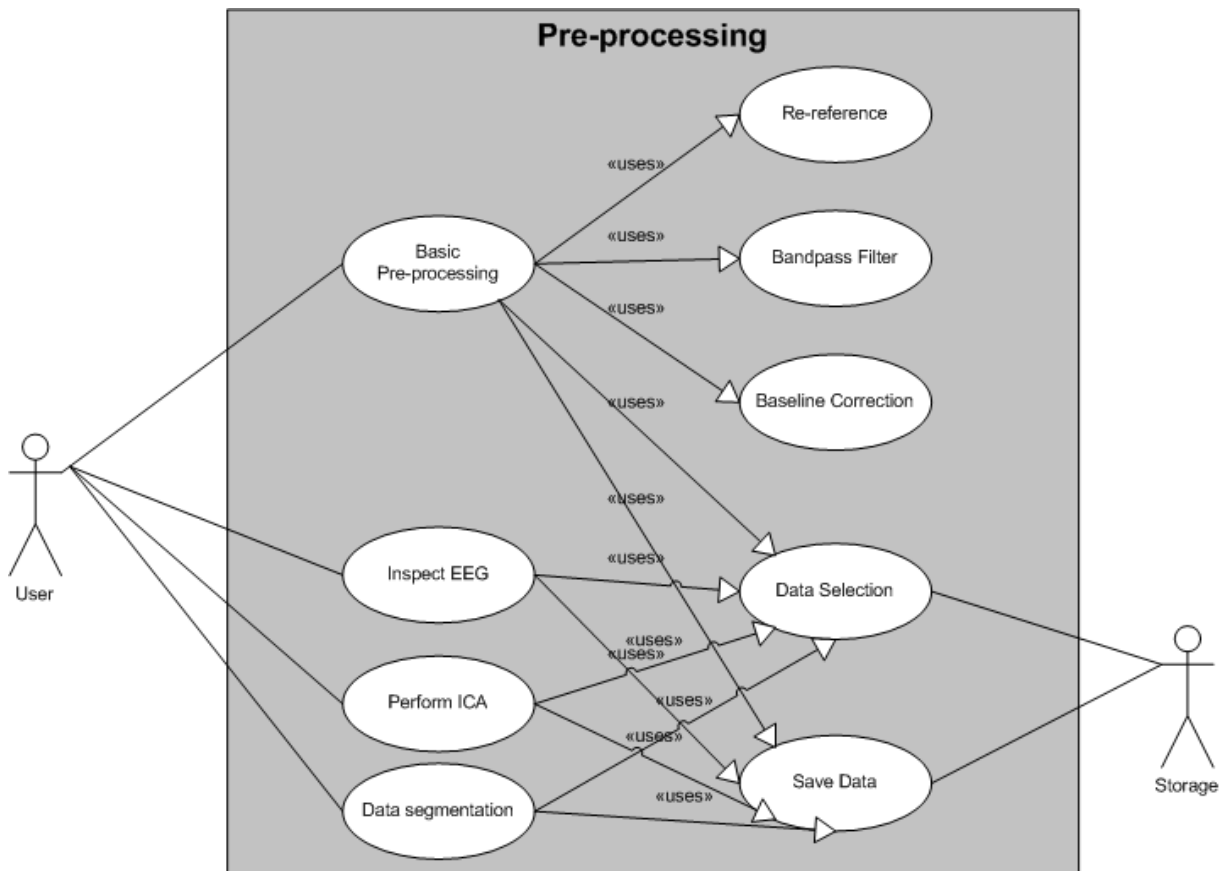 Pre-processing
Re-reference
«uses»
Basic
Pre-processing
«uses»
Bandpass Filter
«uses»
Baseline Correction
«uses»
«uses»
User
Inspect EEG
«uses»
Data Selection
«uses»
«uses»
Perform ICA
«uses»
«uses»
Data segmentation
«uses»
Save Data
Storage